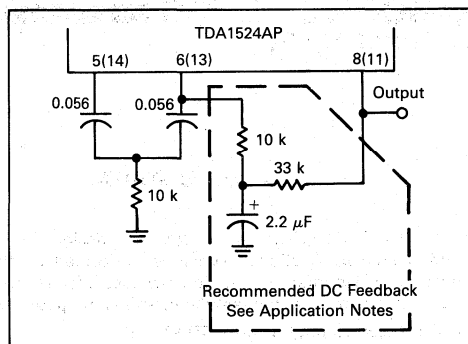 TDA1524AP
5(14) 6(13) 8(11)
Output
0.056 0.056
10 k
33 k
10 k
+
2.2 μF
Recommended DC Feedback
See Application Notes